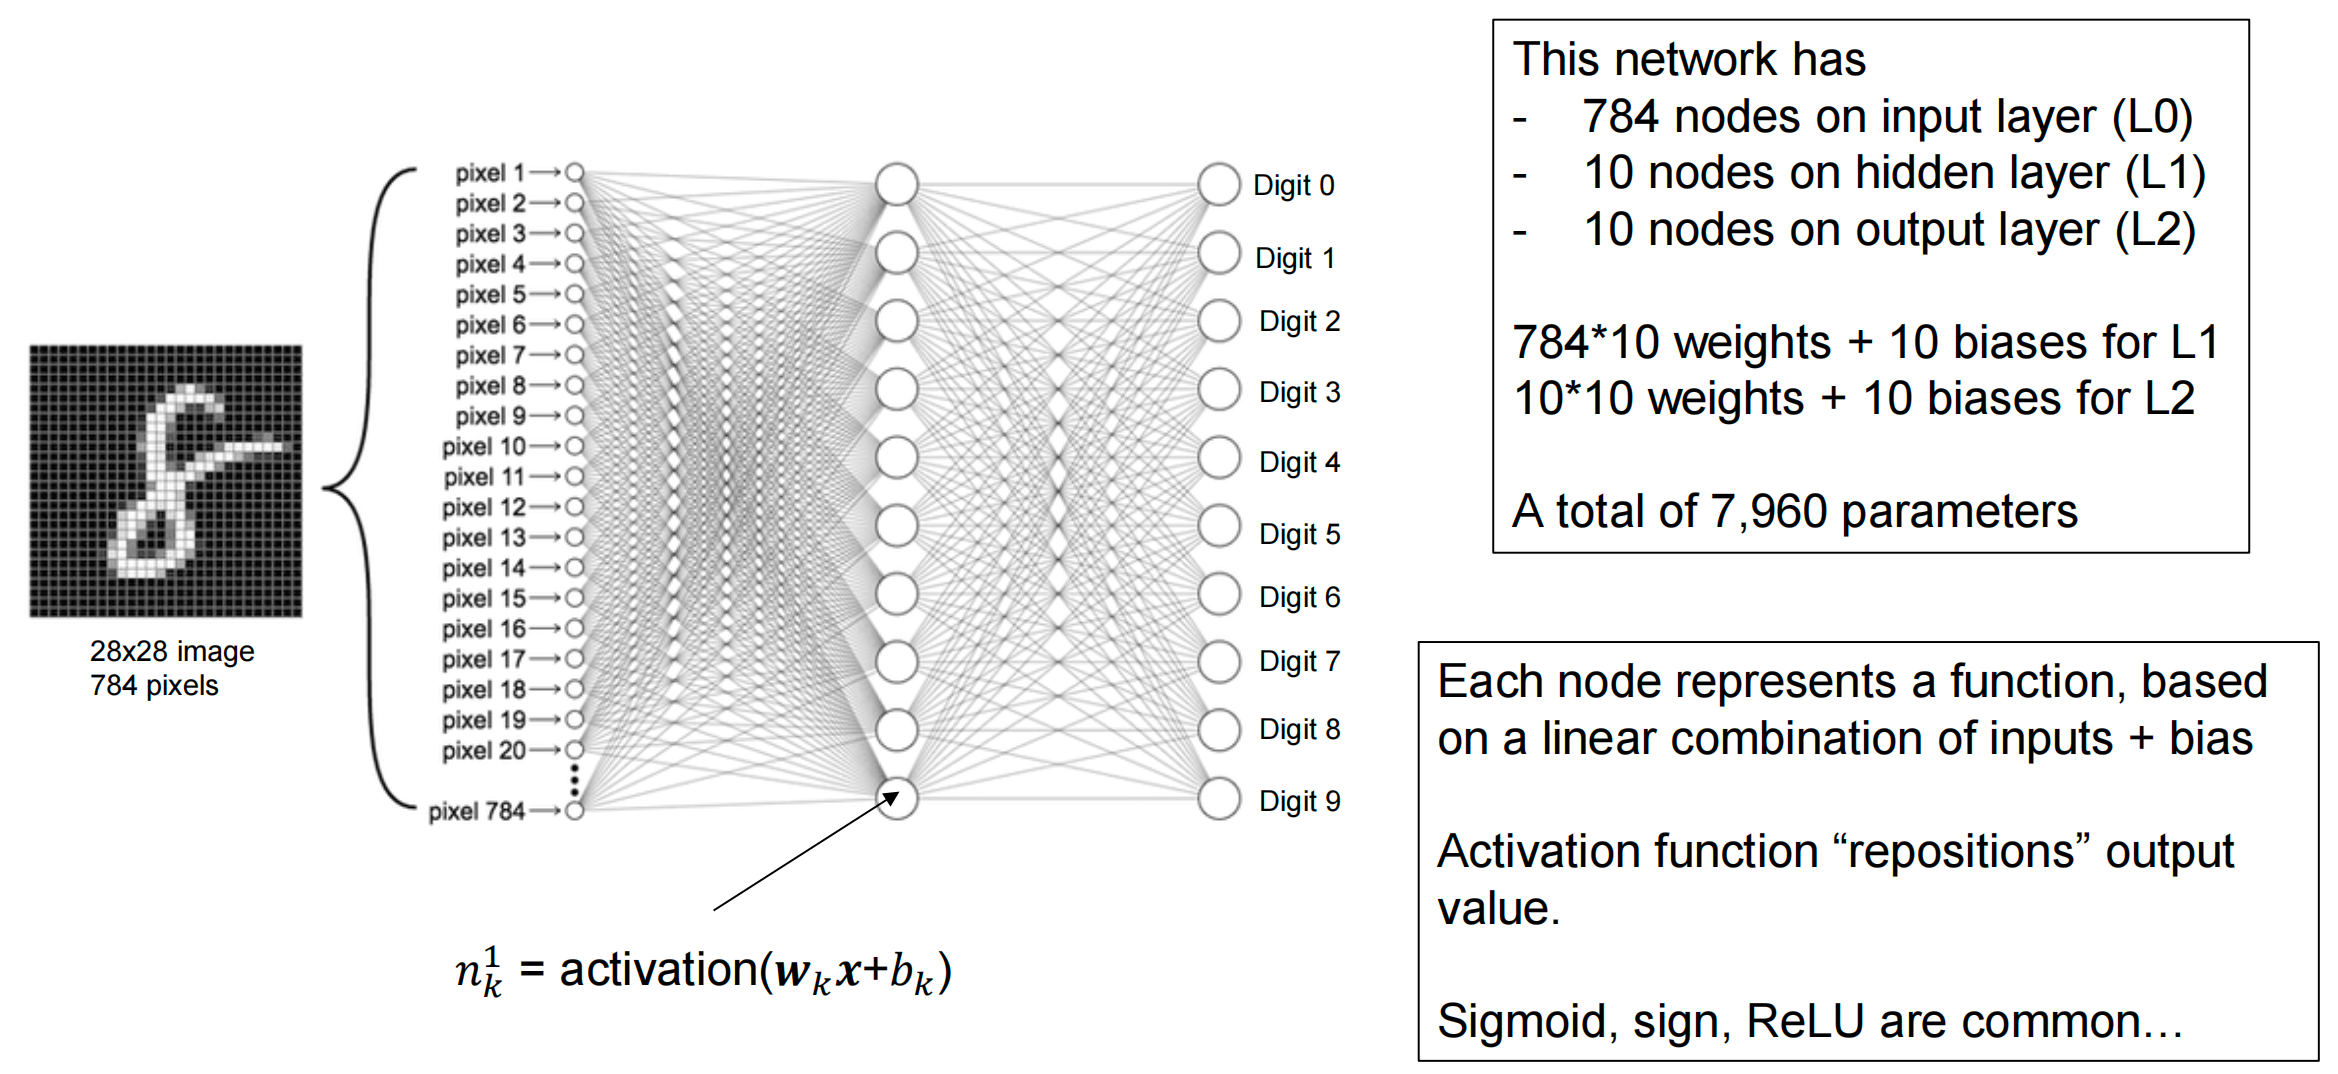 28x28 image
784 pixels
pixel 1
pixel 2
pixel 3
pixel 4
pixel 5
pixel 6
pixel 7
pixel 8
pixel 9
pixel 10
pixel 11
pixel 12
pixel 13
pixel 14
pixel 15
pixel 16
pixel 17
pixel 18
pixel 19
pixel 20
pixel 784
Digit 0
Digit 1
Digit 2
Digit 3
Digit 4
Digit 5
Digit 6
Digit 7
Digit 8
Digit 9
n_k^1 = activation(w_k x+b_k)
This network has
- 784 nodes on input layer (L0)
- 10 nodes on hidden layer (L1)
- 10 nodes on output layer (L2)
784*10 weights + 10 biases for L1
10*10 weights + 10 biases for L2
A total of 7,960 parameters
Each node represents a function, based
on a linear combination of inputs + bias
Activation function “repositions” output
value.
Sigmoid, sign, ReLU are common…